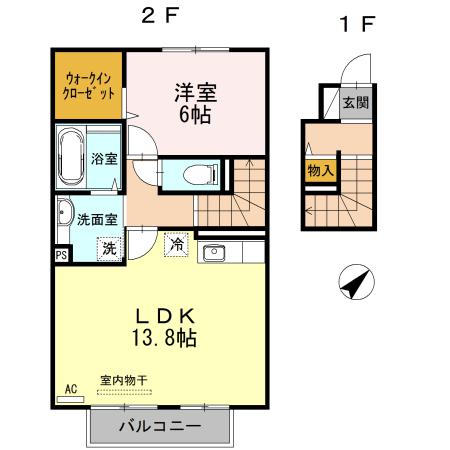 ２Ｆ
１Ｆ
ウォークイン
クローゼット
洋室
6帖
玄関
浴室
物入
洗面室
PS
洗
冷
ＬＤＫ
13.8帖
室内物干
AC
バルコニー